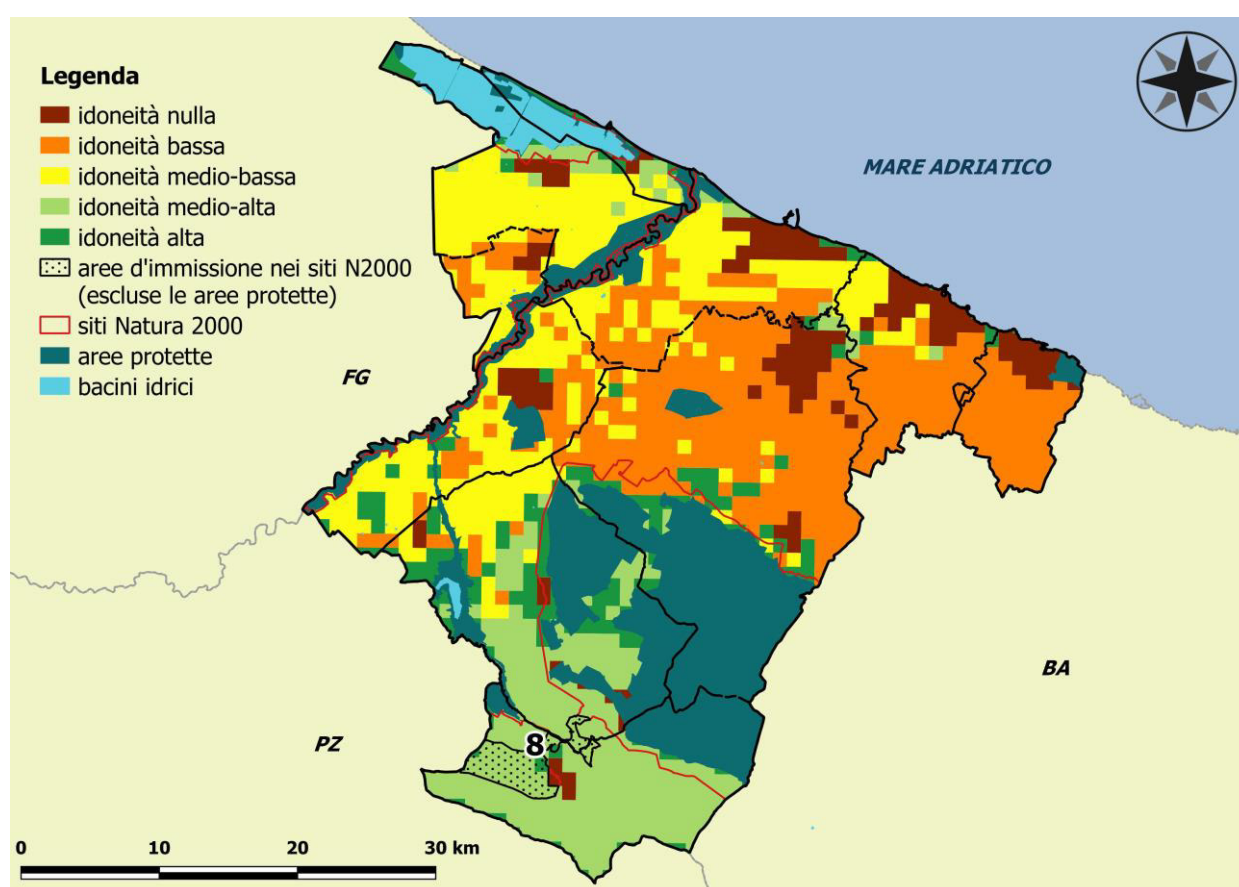 Legenda
idoneità nulla
idoneità bassa
idoneità medio-bassa
idoneità medio-alta
idoneità alta
aree d'immissione nei siti N2000
(escluse le aree protette)
siti Natura 2000
aree protette
bacini idrici
MARE ADRIATICO
FG
BA
PZ
8
0 10 20 30 km